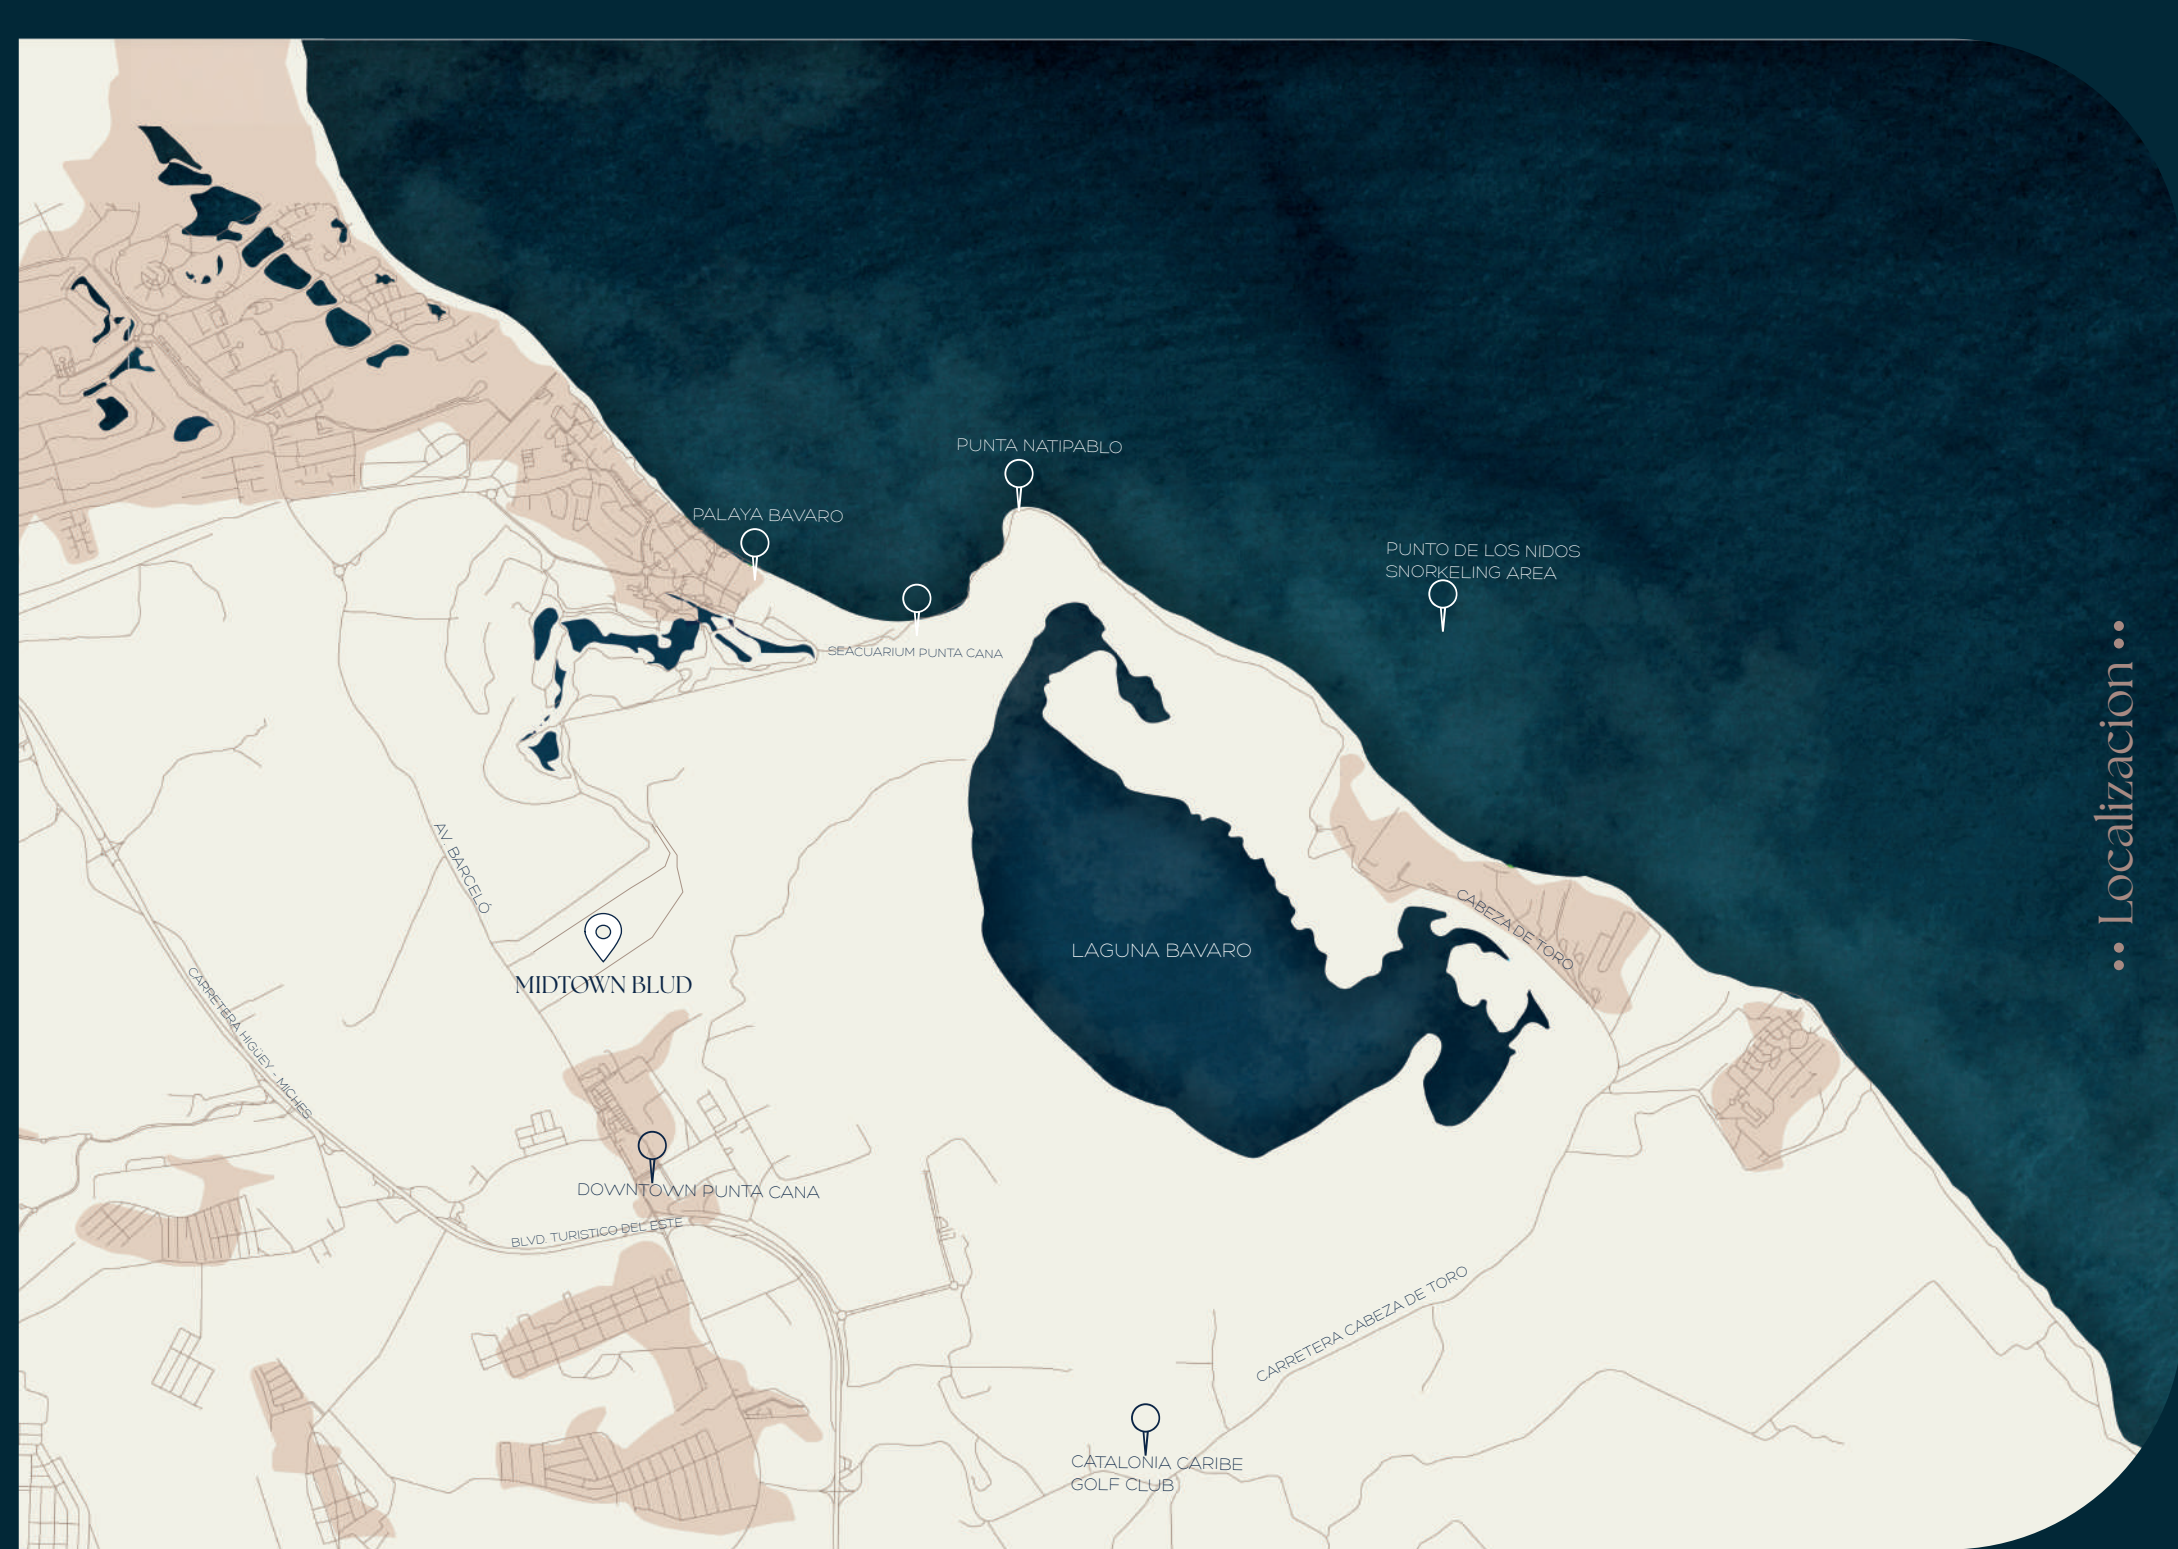 PUNTA NATIPABLO
PALAYA BAVARO
PUNTO DE LOS NIDOS
SNORKELING AREA
SEACUARIUM PUNTA CANA
•• Localizacion ••
AV. BARCELÓ
CABEZA DE TORO
LAGUNA BAVARO
MIDTOWN BLUD
CARRETERA HIGÜEY - MICHES
DOWNTOWN PUNTA CANA
BLVD. TURISTICO DEL ESTE
CARRETERA CABEZA DE TORO
CATALONIA CARIBE
GOLF CLUB